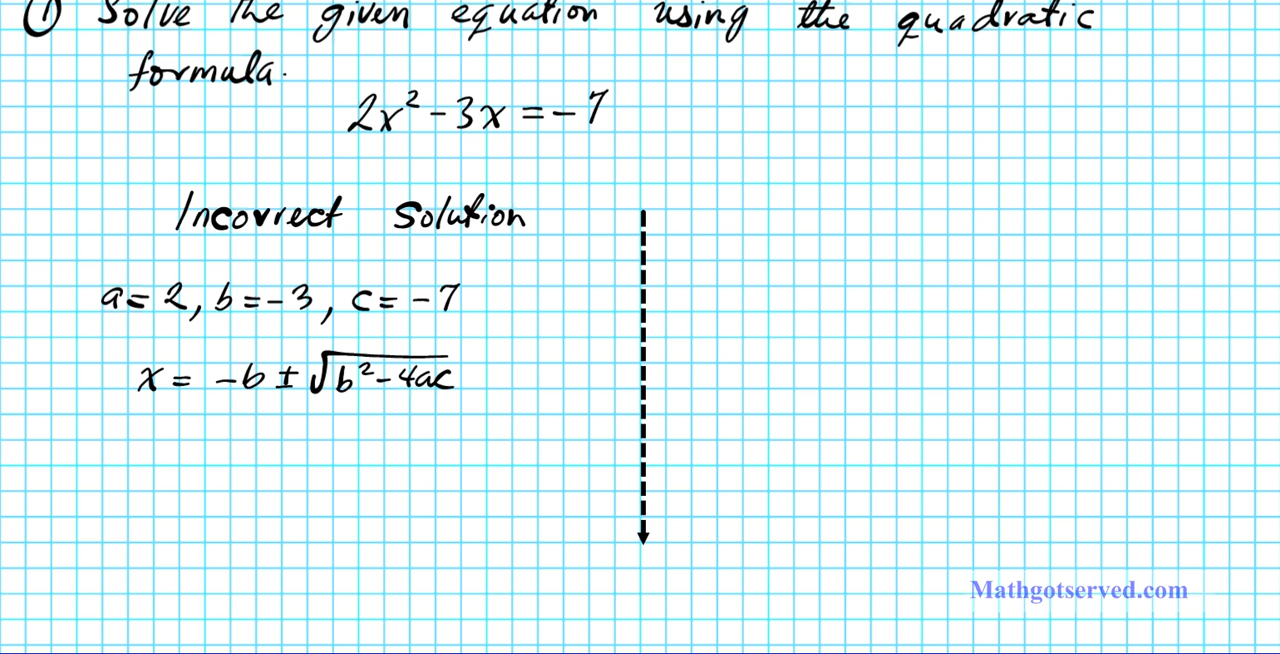 ① Solve the given equation using the quadratic
formula.
2x² - 3x = - 7
Incorrect Solution
a = 2, b = -3, c = -7
x = -b ± √(b² - 4ac)
Mathgotserved.com